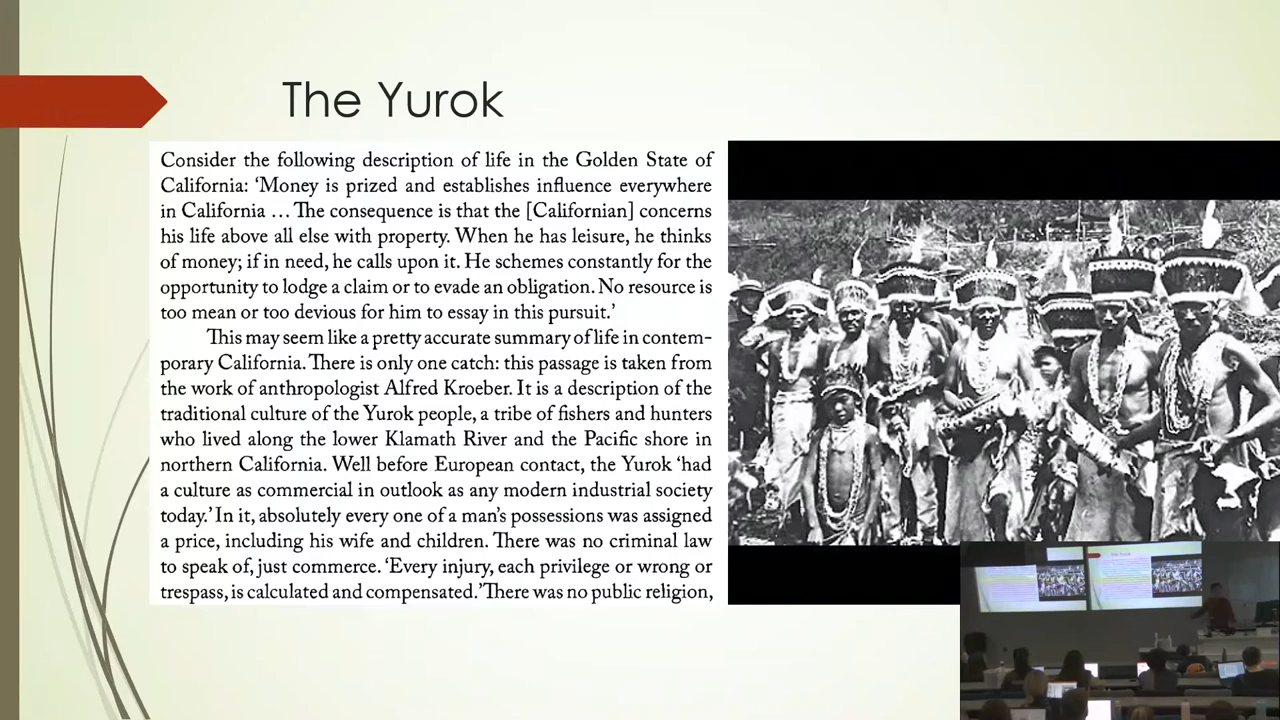 The Yurok
Consider the following description of life in the Golden State of
California: ‘Money is prized and establishes influence everywhere
in California … The consequence is that the [Californian] concerns
his life above all else with property. When he has leisure, he thinks
of money; if in need, he calls upon it. He schemes constantly for the
opportunity to lodge a claim or to evade an obligation. No resource is
too mean or too devious for him to essay in this pursuit.’
This may seem like a pretty accurate summary of life in contem-
porary California. There is only one catch: this passage is taken from
the work of anthropologist Alfred Kroeber. It is a description of the
traditional culture of the Yurok people, a tribe of fishers and hunters
who lived along the lower Klamath River and the Pacific shore in
northern California. Well before European contact, the Yurok ‘had
a culture as commercial in outlook as any modern industrial society
today.’ In it, absolutely every one of a man’s possessions was assigned
a price, including his wife and children. There was no criminal law
to speak of, just commerce. ‘Every injury, each privilege or wrong or
trespass, is calculated and compensated.’ There was no public religion,
The Yurok